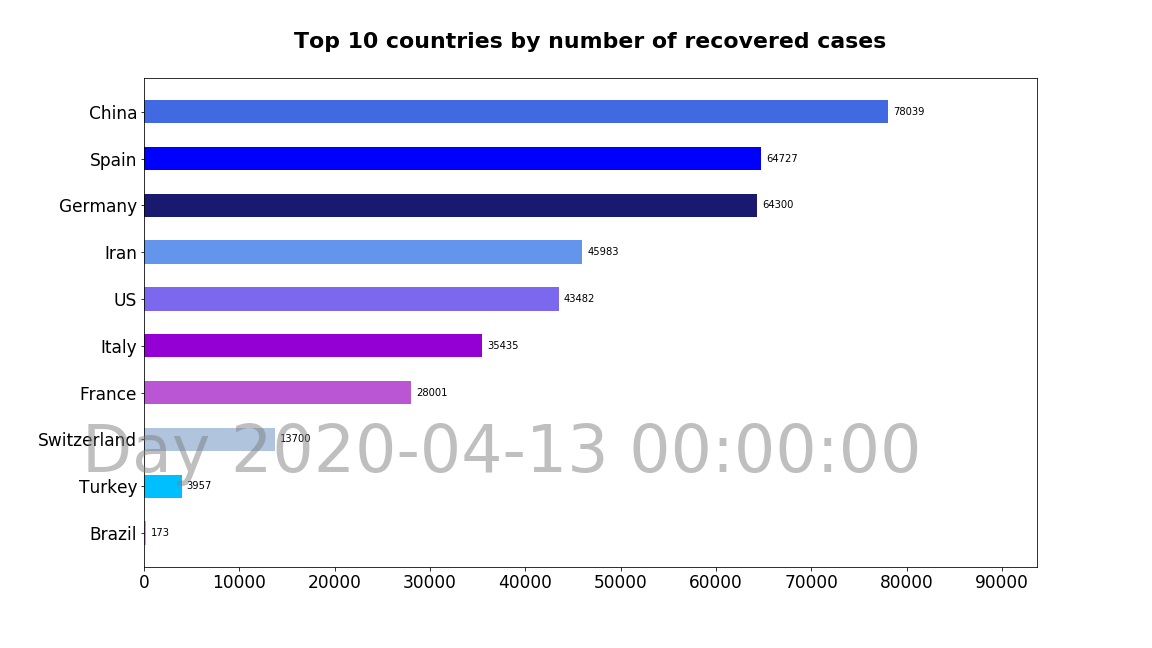 Top 10 countries by number of recovered cases
China 78039
Spain 64727
Germany 64300
Iran 45983
US 43482
Italy 35435
France 28001
Switzerland 13700
Day 2020-04-13 00:00:00
Turkey 3957
Brazil 173
0 10000 20000 30000 40000 50000 60000 70000 80000 90000